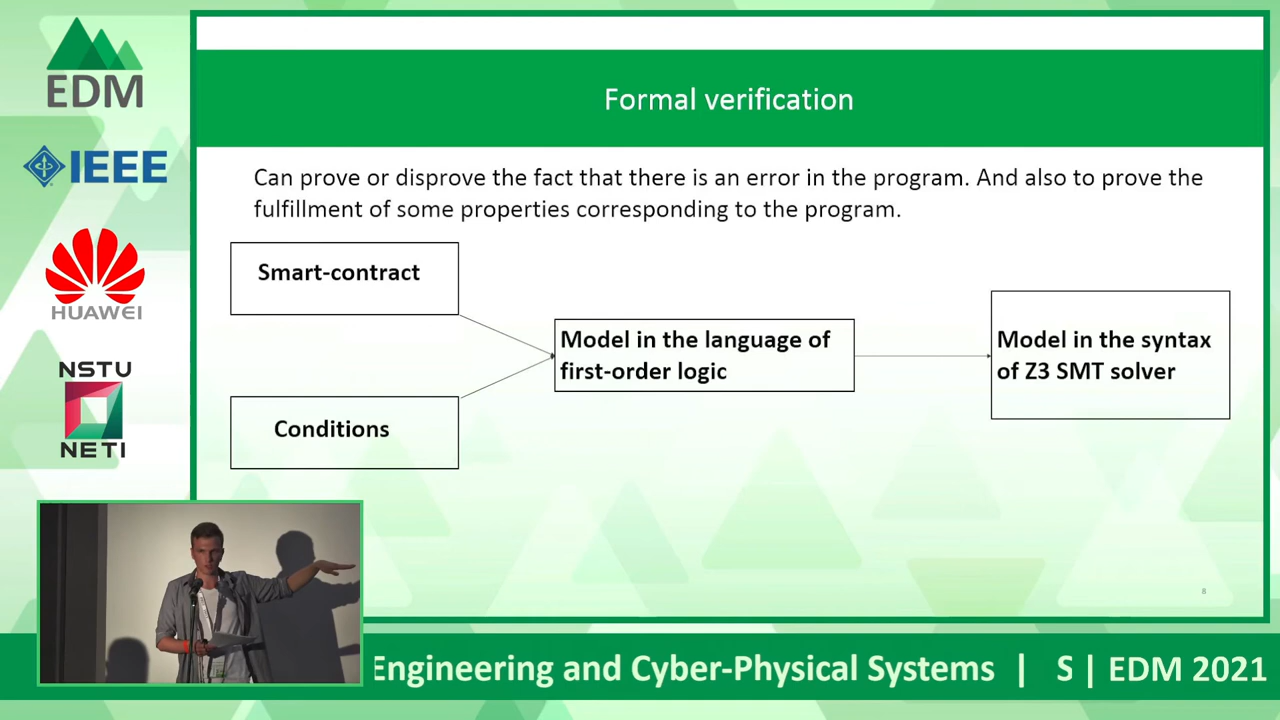 EDM
IEEE
HUAWEI
NSTU
NETI
Formal verification
Can prove or disprove the fact that there is an error in the program. And also to prove the
fulfillment of some properties corresponding to the program.
Smart-contract
Conditions
Model in the language of
first-order logic
Model in the syntax
of Z3 SMT solver
8
Engineering and Cyber-Physical Systems | S | EDM 2021